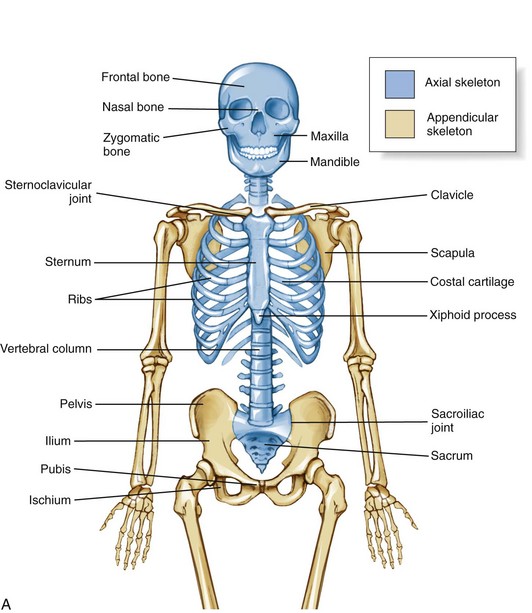 Frontal bone
Nasal bone
Zygomatic
bone
Maxilla
Mandible
Axial skeleton
Appendicular
skeleton
Sternoclavicular
joint
Clavicle
Sternum
Scapula
Ribs
Costal cartilage
Xiphoid process
Vertebral column
Pelvis
Sacroiliac
joint
Ilium
Sacrum
Pubis
Ischium
A